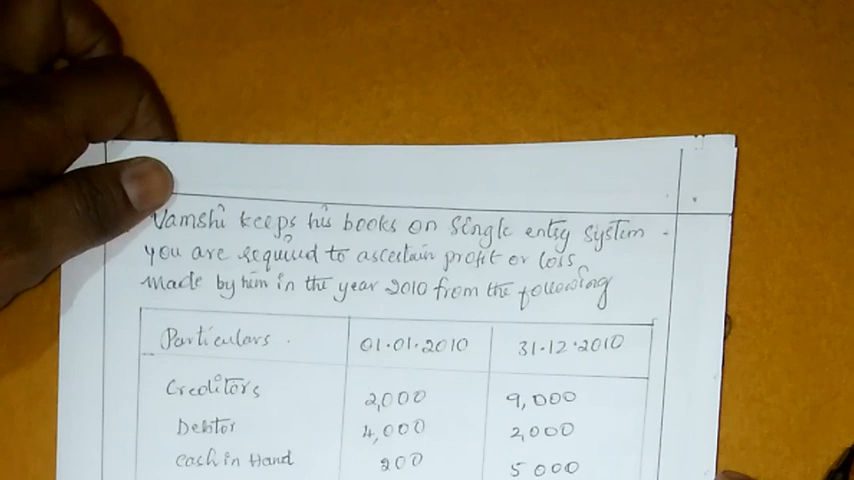 Vamshi keeps his books on Single entry System.
you are required to ascertain profit or loss
made by him in the year 2010 from the following
Particulars. 01.01.2010 31.12.2010
Creditors 2,000 9,000
Debtor 4,000 2,000
Cash in Hand 200 5000